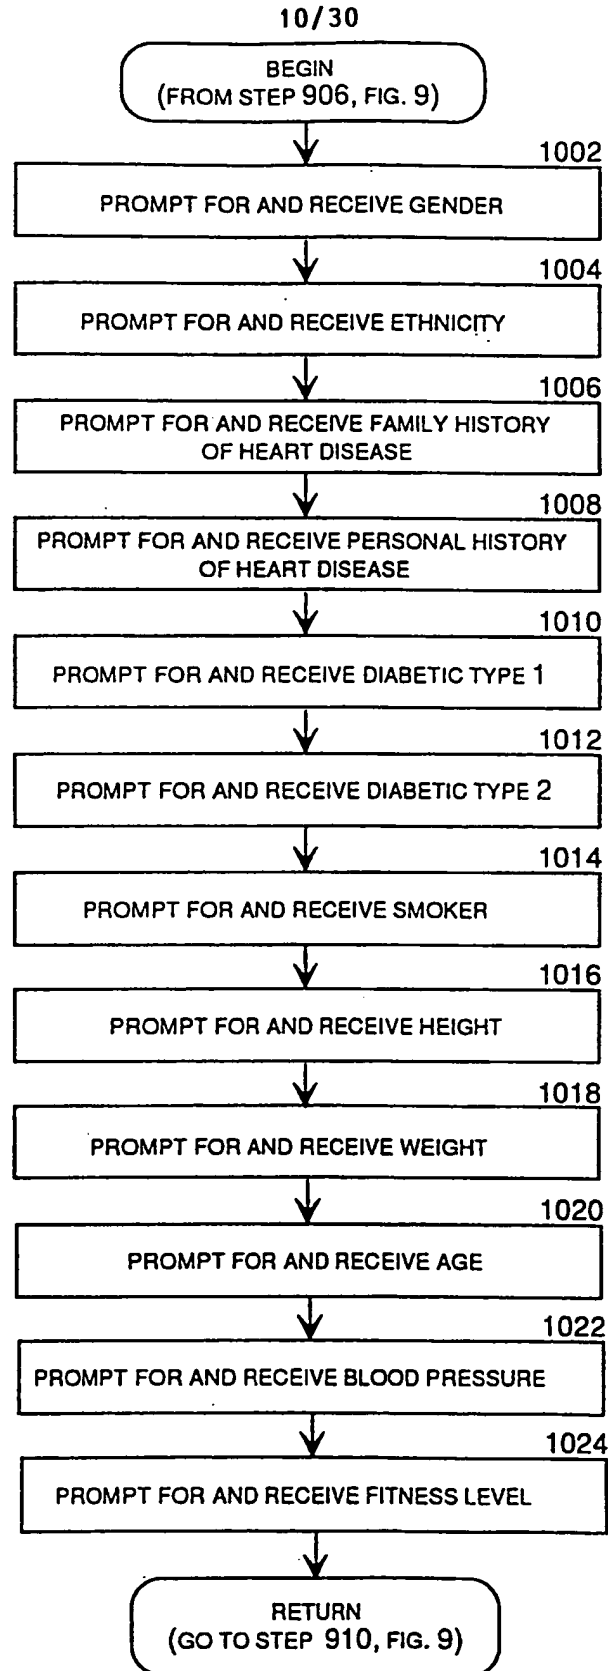 10/30
BEGIN
(FROM STEP 906, FIG. 9)
1002
PROMPT FOR AND RECEIVE GENDER
1004
PROMPT FOR AND RECEIVE ETHNICITY
1006
PROMPT FOR AND RECEIVE FAMILY HISTORY
OF HEART DISEASE
1008
PROMPT FOR AND RECEIVE PERSONAL HISTORY
OF HEART DISEASE
1010
PROMPT FOR AND RECEIVE DIABETIC TYPE 1
1012
PROMPT FOR AND RECEIVE DIABETIC TYPE 2
1014
PROMPT FOR AND RECEIVE SMOKER
1016
PROMPT FOR AND RECEIVE HEIGHT
1018
PROMPT FOR AND RECEIVE WEIGHT
1020
PROMPT FOR AND RECEIVE AGE
1022
PROMPT FOR AND RECEIVE BLOOD PRESSURE
1024
PROMPT FOR AND RECEIVE FITNESS LEVEL
RETURN
(GO TO STEP 910, FIG. 9)